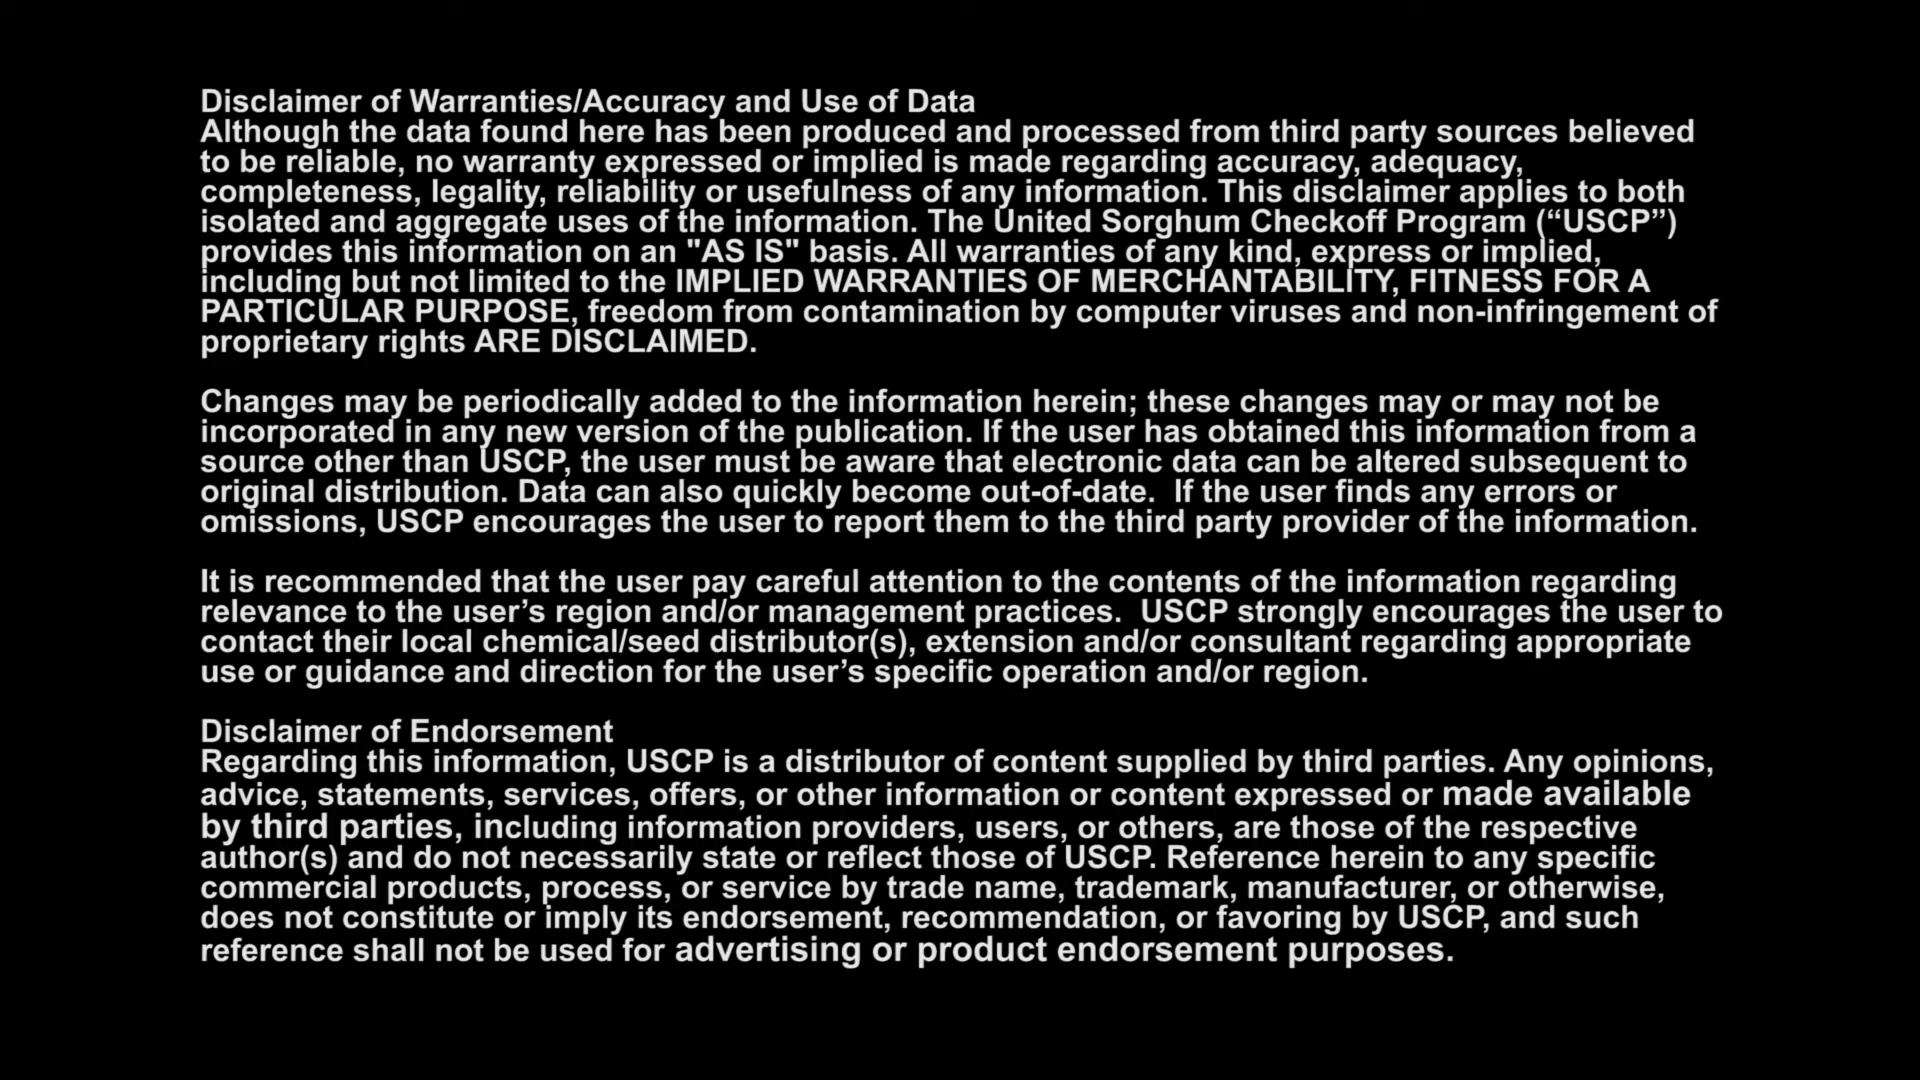 Disclaimer of Warranties/Accuracy and Use of Data
Although the data found here has been produced and processed from third party sources believed
to be reliable, no warranty expressed or implied is made regarding accuracy, adequacy,
completeness, legality, reliability or usefulness of any information. This disclaimer applies to both
isolated and aggregate uses of the information. The United Sorghum Checkoff Program (“USCP”)
provides this information on an "AS IS" basis. All warranties of any kind, express or implied,
including but not limited to the IMPLIED WARRANTIES OF MERCHANTABILITY, FITNESS FOR A
PARTICULAR PURPOSE, freedom from contamination by computer viruses and non-infringement of
proprietary rights ARE DISCLAIMED.
Changes may be periodically added to the information herein; these changes may or may not be
incorporated in any new version of the publication. If the user has obtained this information from a
source other than USCP, the user must be aware that electronic data can be altered subsequent to
original distribution. Data can also quickly become out-of-date.  If the user finds any errors or
omissions, USCP encourages the user to report them to the third party provider of the information.
It is recommended that the user pay careful attention to the contents of the information regarding
relevance to the user’s region and/or management practices.  USCP strongly encourages the user to
contact their local chemical/seed distributor(s), extension and/or consultant regarding appropriate
use or guidance and direction for the user’s specific operation and/or region.
Disclaimer of Endorsement
Regarding this information, USCP is a distributor of content supplied by third parties. Any opinions,
advice, statements, services, offers, or other information or content expressed or made available
by third parties, including information providers, users, or others, are those of the respective
author(s) and do not necessarily state or reflect those of USCP. Reference herein to any specific
commercial products, process, or service by trade name, trademark, manufacturer, or otherwise,
does not constitute or imply its endorsement, recommendation, or favoring by USCP, and such
reference shall not be used for advertising or product endorsement purposes.